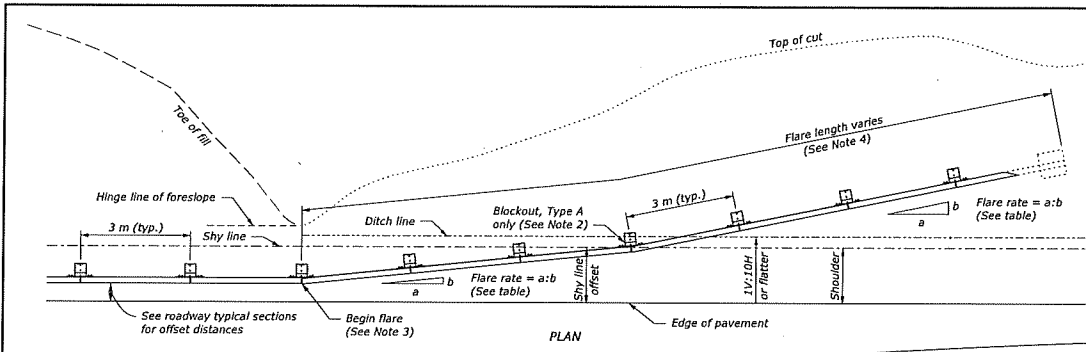 Top of cut
Toe of fill
Flare length varies
(See Note 4)
Hinge line of foreslope
Ditch line
Blockout, Type A
only (See Note 2)
3 m (typ.)
3 m (typ.)
Shy line
b
a
Flare rate = a:b
(See table)
b
a
Flare rate = a:b
(See table)
Shy line
offset
1V:10H
or flatter
Shoulder
See roadway typical sections
for offset distances
Begin flare
(See Note 3)
Edge of pavement
PLAN